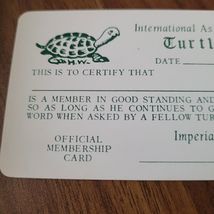 International As
Turtl
H.W.
DATE
THIS IS TO CERTIFY THAT
IS A MEMBER IN GOOD STANDING AND
SO AS LONG AS HE CONTINUES TO G
WORD WHEN ASKED BY A FELLOW TUR
OFFICIAL
MEMBERSHIP
CARD
Imperia